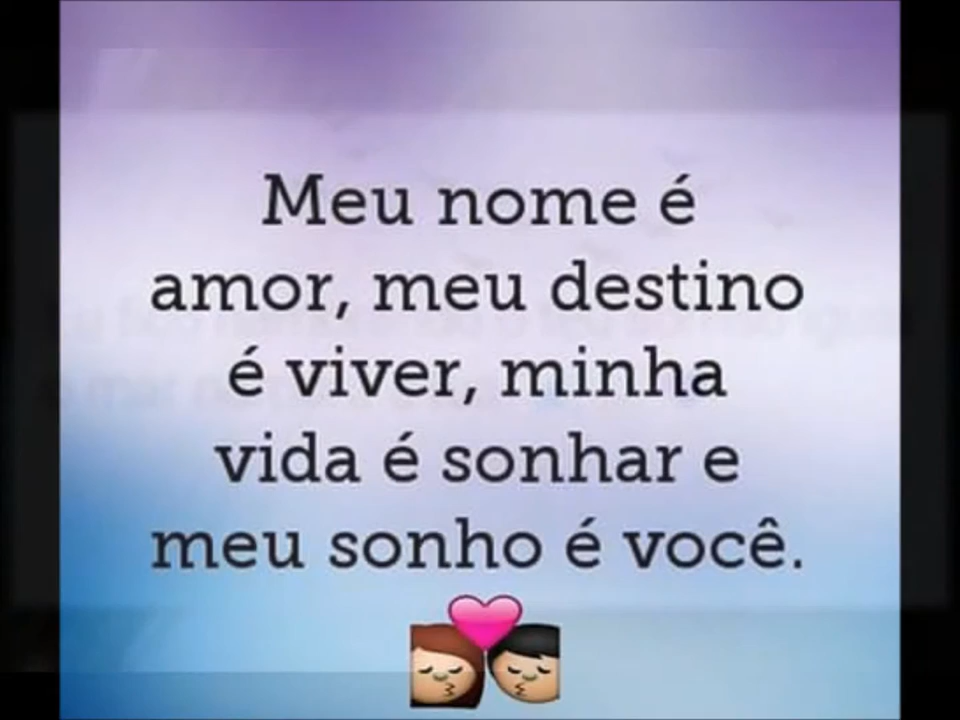 Meu nome é
amor, meu destino
é viver, minha
vida é sonhar e
meu sonho é você.